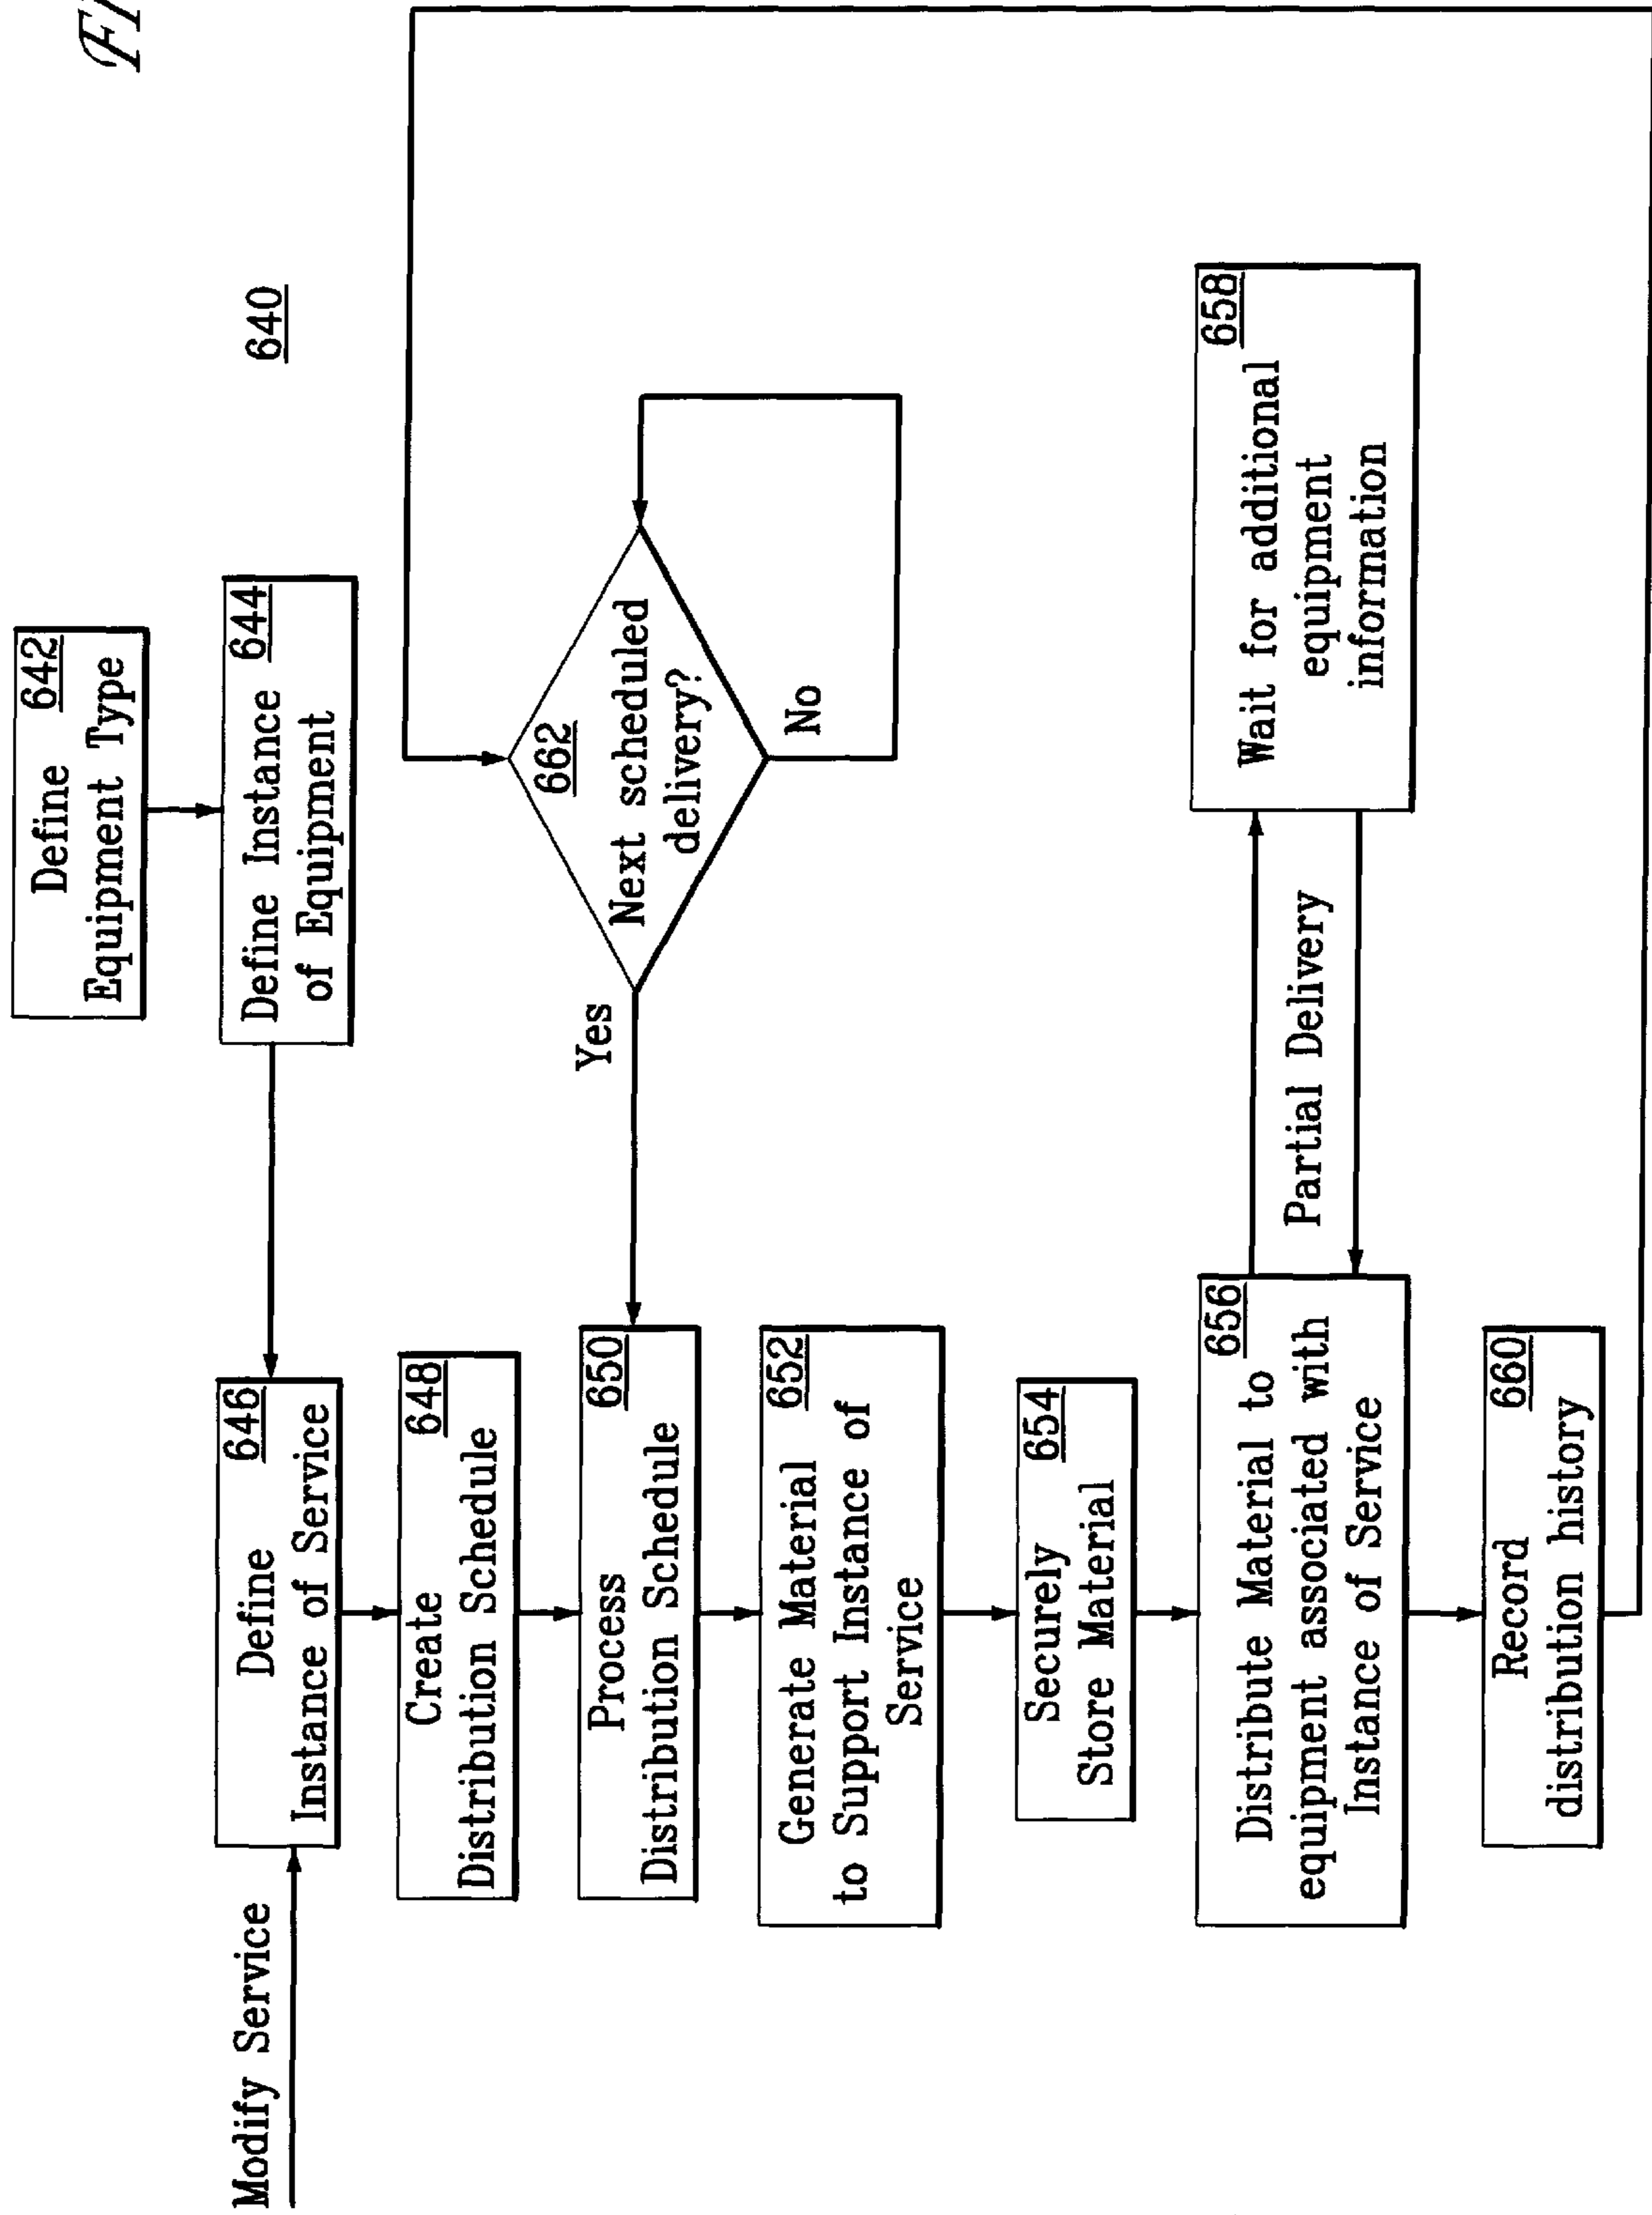 640
642
Define
Equipment Type
644
Define Instance
of Equipment
Modify Service
646
Define
Instance of Service
648
Create
Distribution Schedule
650
Process
Distribution Schedule
Yes
662
Next scheduled
delivery?
No
652
Generate Material
to Support Instance of
Service
654
Securely
Store Material
656
Distribute Material to
equipment associated with
Instance of Service
Partial Delivery
658
Wait for additional
equipment
information
660
Record
distribution history